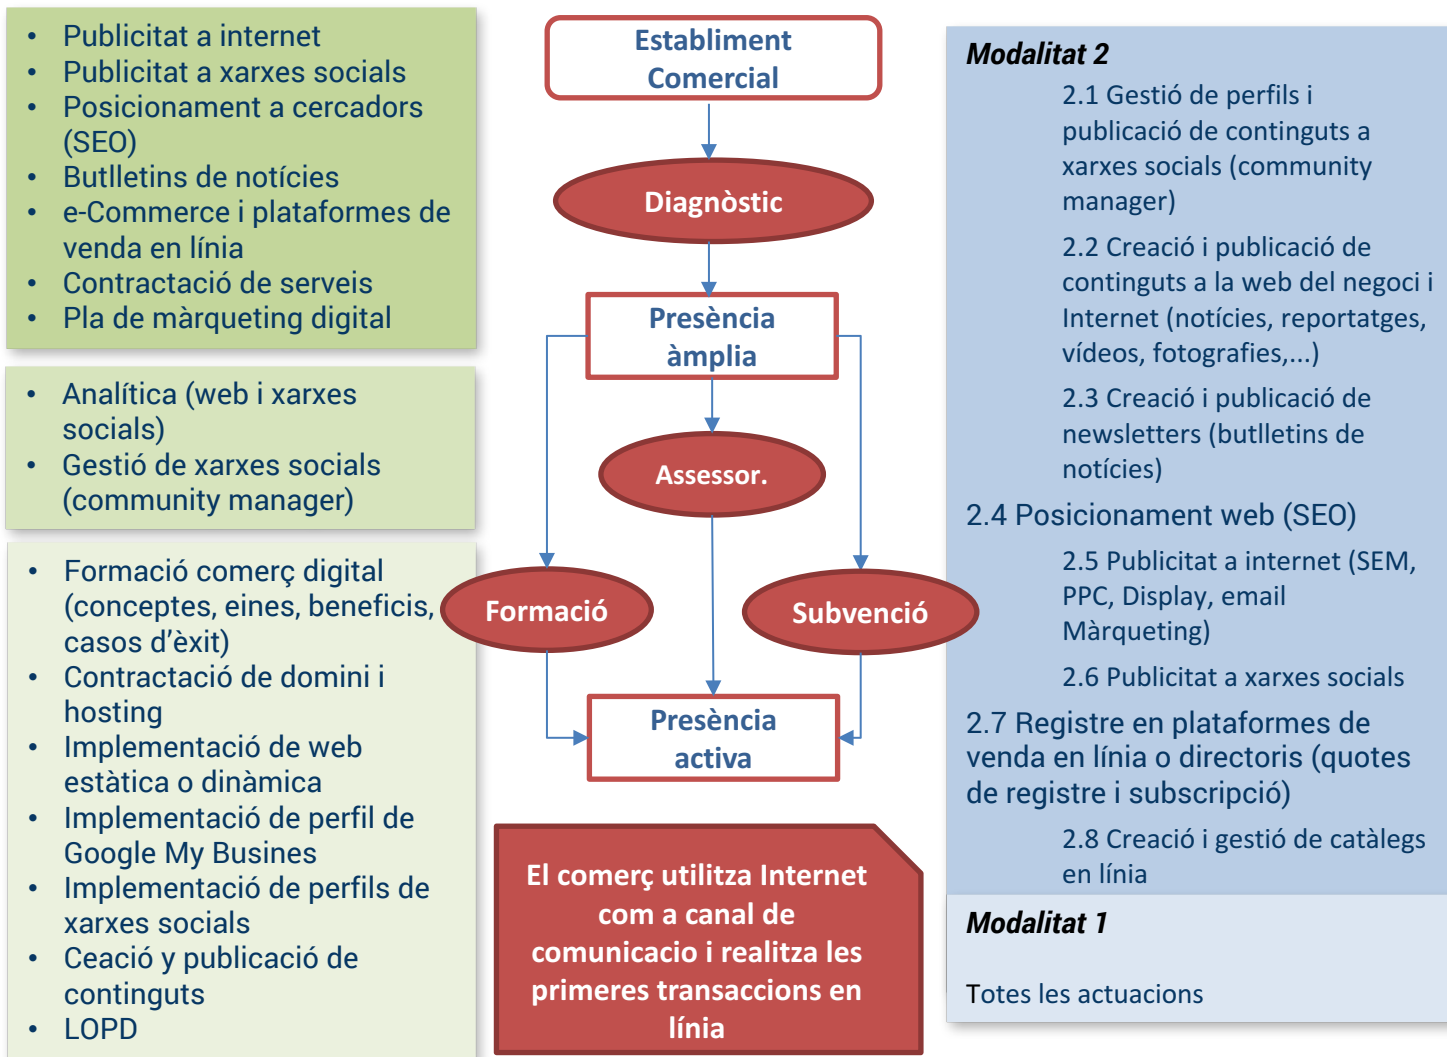 • Publicitat a internet
• Publicitat a xarxes socials
• Posicionament a cercadors
(SEO)
• Butlletins de notícies
• e-Commerce i plataformes de
venda en línia
• Contractació de serveis
• Pla de màrqueting digital
• Analítica (web i xarxes
socials)
• Gestió de xarxes socials
(community manager)
• Formació comerç digital
(conceptes, eines, beneficis,
casos d'èxit)
• Contractació de domini i
hosting
• Implementació de web
estàtica o dinàmica
• Implementació de perfil de
Google My Busines
• Implementació de perfils de
xarxes socials
• Ceació y publicació de
continguts
• LOPD
Establiment
Comercial
Diagnòstic
Presència
àmplia
Assessor.
Formació
Subvenció
Presència
activa
El comerç utilitza Internet
com a canal de
comunicacio i realitza les
primeres transaccions en
línia
Modalitat 2
2.1 Gestió de perfils i
publicació de continguts a
xarxes socials (community
manager)
2.2 Creació i publicació de
continguts a la web del negoci i
Internet (notícies, reportatges,
vídeos, fotografies,...)
2.3 Creació i publicació de
newsletters (butlletins de
notícies)
2.4 Posicionament web (SEO)
2.5 Publicitat a internet (SEM,
PPC, Display, email
Màrqueting)
2.6 Publicitat a xarxes socials
2.7 Registre en plataformes de
venda en línia o directoris (quotes
de registre i subscripció)
2.8 Creació i gestió de catàlegs
en línia
Modalitat 1
Totes les actuacions